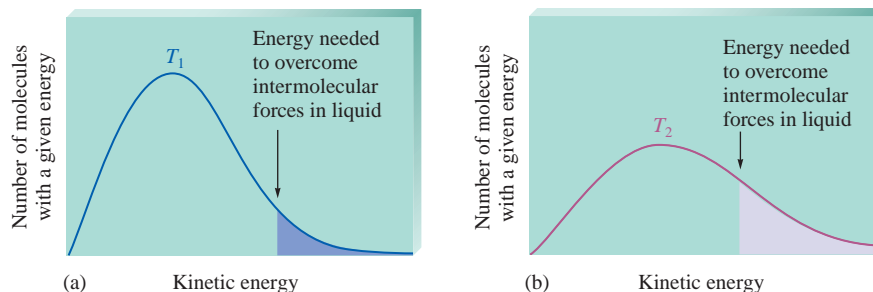 Number of molecules
with a given energy
T1
Energy needed
to overcome
intermolecular
forces in liquid
(a)
Kinetic energy
Number of molecules
with a given energy
T2
Energy needed
to overcome
intermolecular
forces in liquid
(b)
Kinetic energy